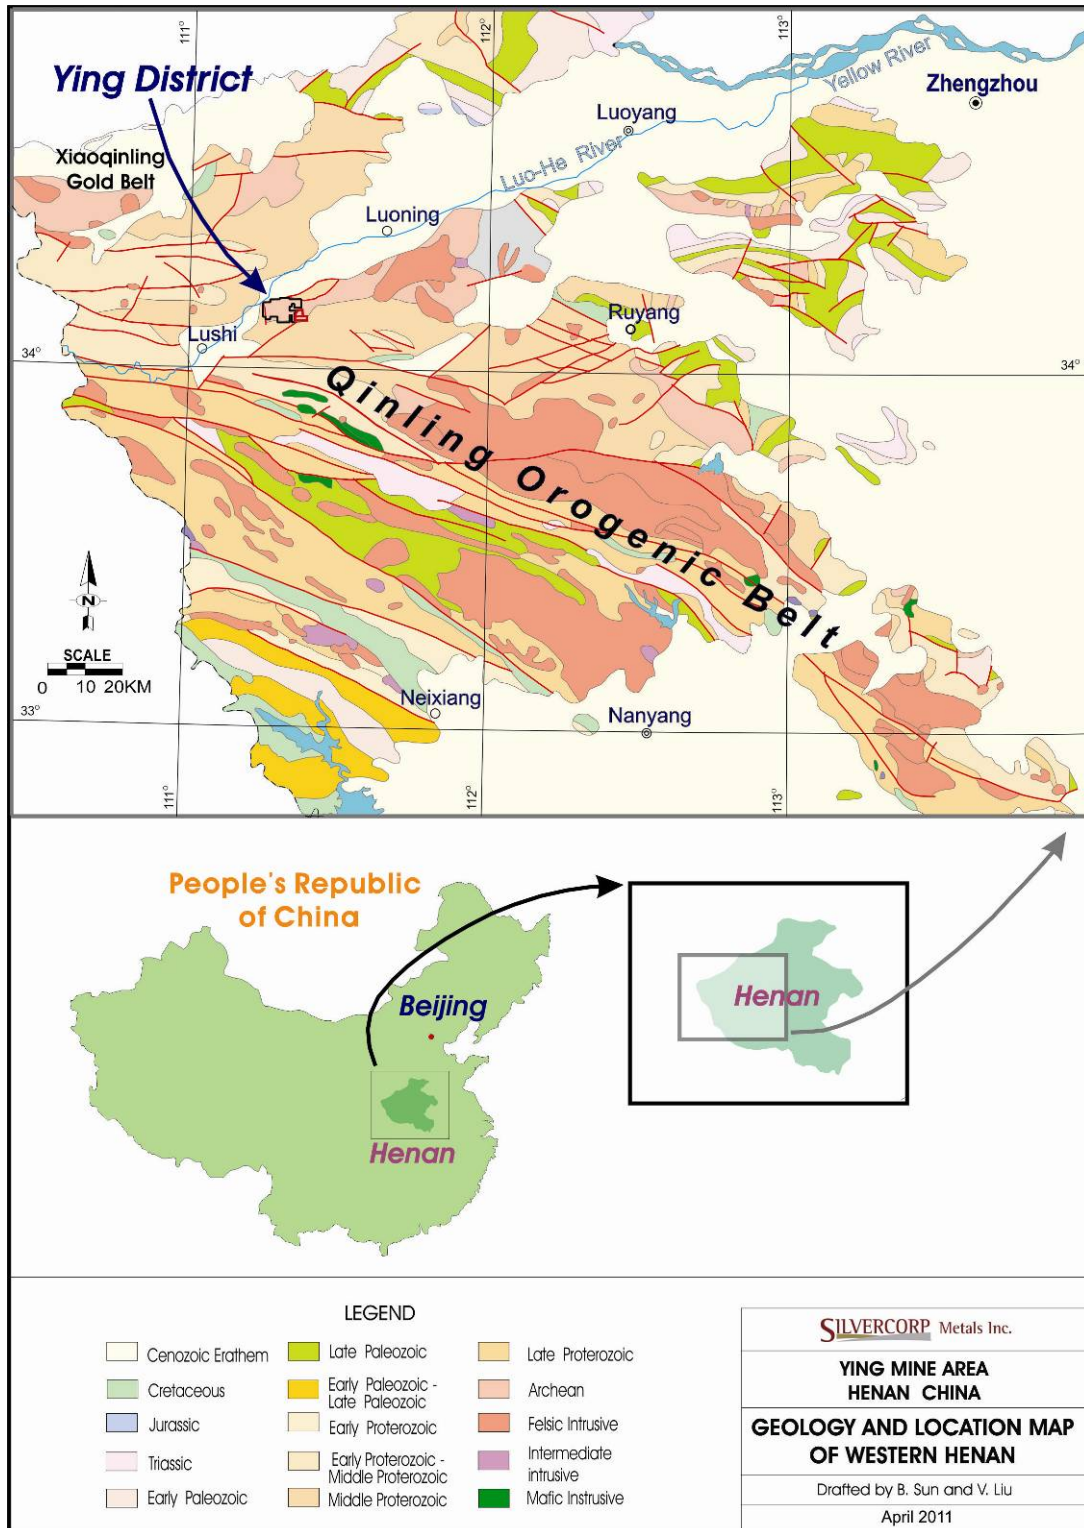 111°
112°
113°
Ying District
Yellow River
Zhengzhou
Luoyang
Xiaoqinling
Gold Belt
Luo-He River
Luoning
Ruyang
Lushi
34°
34°
Qinling Orogenic Belt
N
SCALE
0 10 20KM
Neixiang
33°
Nanyang
111°
112°
113°
People's Republic
of China
Beijing
Henan
Henan
LEGEND
Cenozoic Erathem
Cretaceous
Jurassic
Triassic
Early Paleozoic
Late Paleozoic
Early Paleozoic -
Late Paleozoic
Early Proterozoic
Early Proterozoic -
Middle Proterozoic
Middle Proterozoic
Late Proterozoic
Archean
Felsic Intrusive
Intermediate
intrusive
Mafic Instrusive
SILVERCORP Metals Inc.
YING MINE AREA
HENAN CHINA
GEOLOGY AND LOCATION MAP
OF WESTERN HENAN
Drafted by B. Sun and V. Liu
April 2011